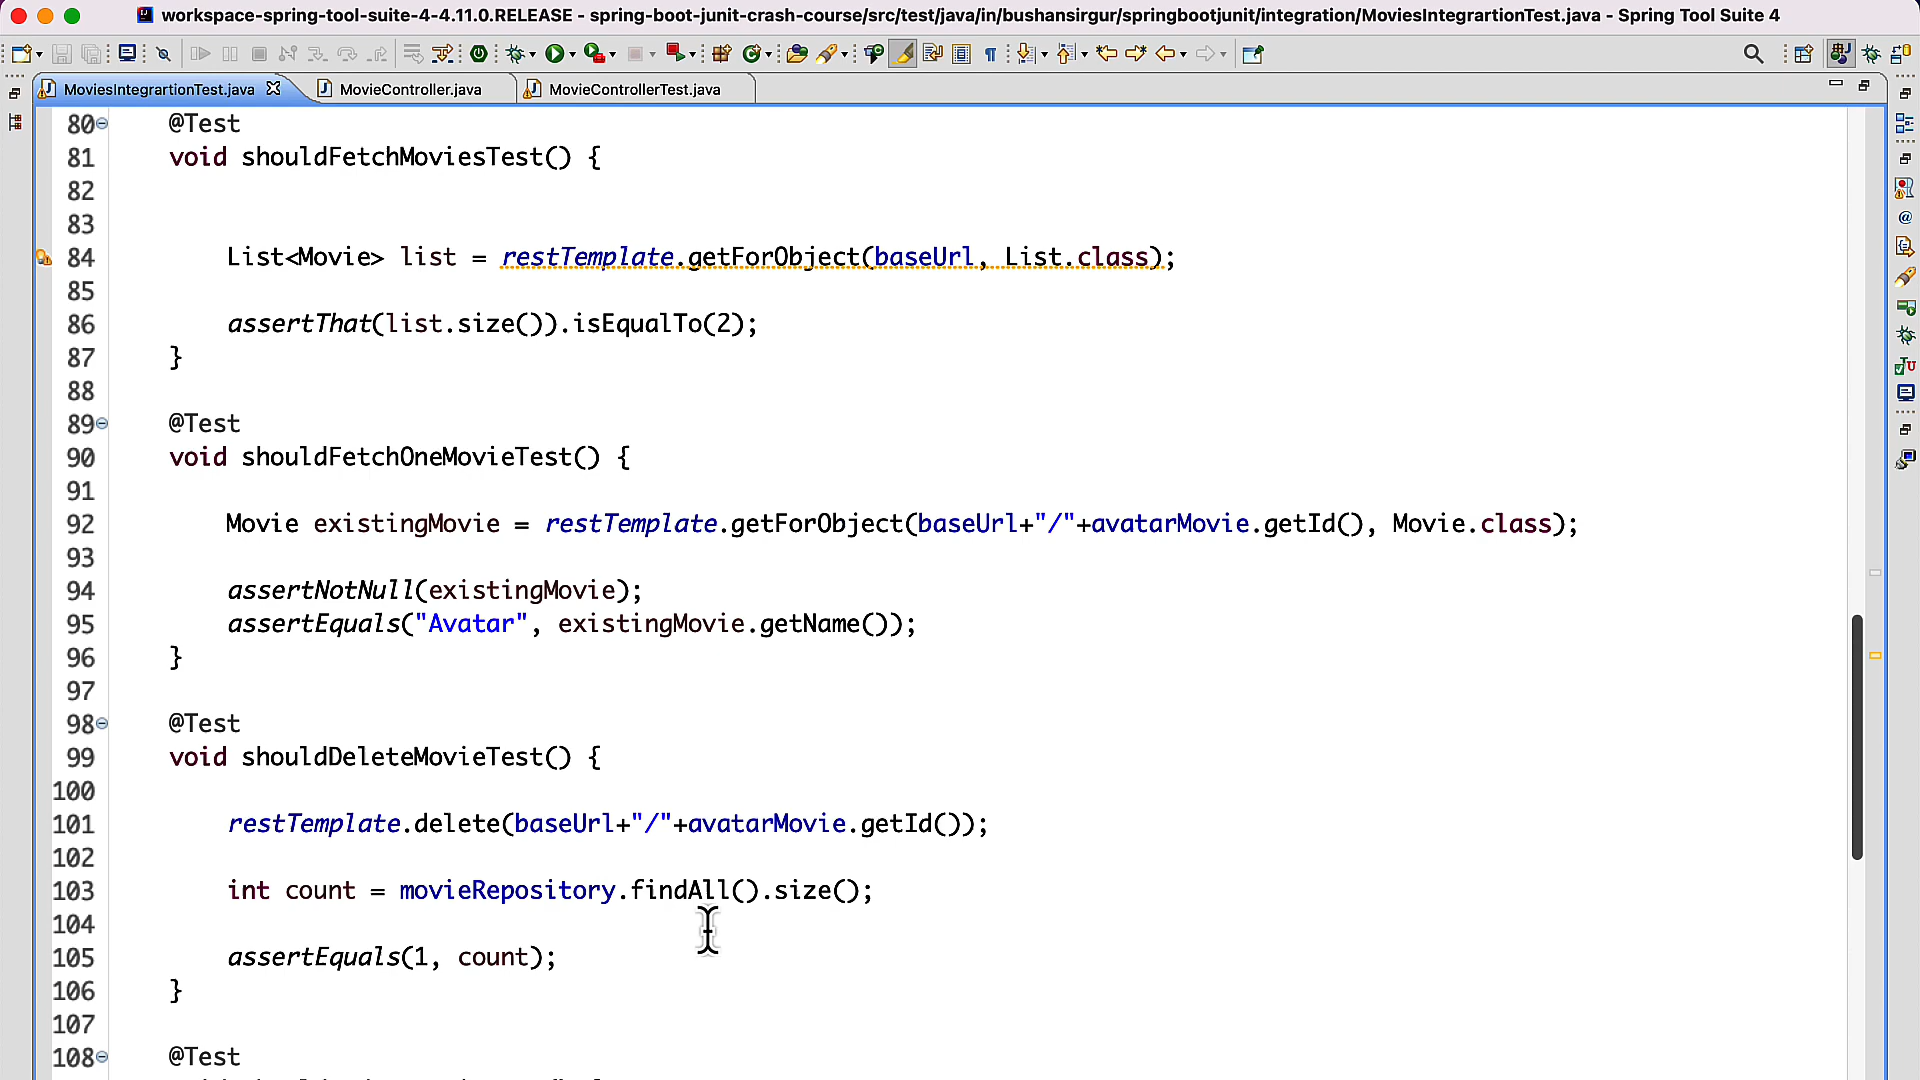 workspace-spring-tool-suite-4-4.11.0.RELEASE - spring-boot-junit-crash-course/src/test/java/in/bushansirgur/springbootjunit/integration/MoviesIntegrartionTest.java - Spring Tool Suite 4
MoviesIntegrartionTest.java MovieController.java MovieControllerTest.java
80 @Test
81 void shouldFetchMoviesTest() {
82
83
84 List<Movie> list = restTemplate.getForObject(baseUrl, List.class);
85
86 assertThat(list.size()).isEqualTo(2);
87 }
88
89 @Test
90 void shouldFetchOneMovieTest() {
91
92 Movie existingMovie = restTemplate.getForObject(baseUrl+"/"+avatarMovie.getId(), Movie.class);
93
94 assertNotNull(existingMovie);
95 assertEquals("Avatar", existingMovie.getName());
96 }
97
98 @Test
99 void shouldDeleteMovieTest() {
100
101 restTemplate.delete(baseUrl+"/"+avatarMovie.getId());
102
103 int count = movieRepository.findAll().size();
104
105 assertEquals(1, count);
106 }
107
108 @Test